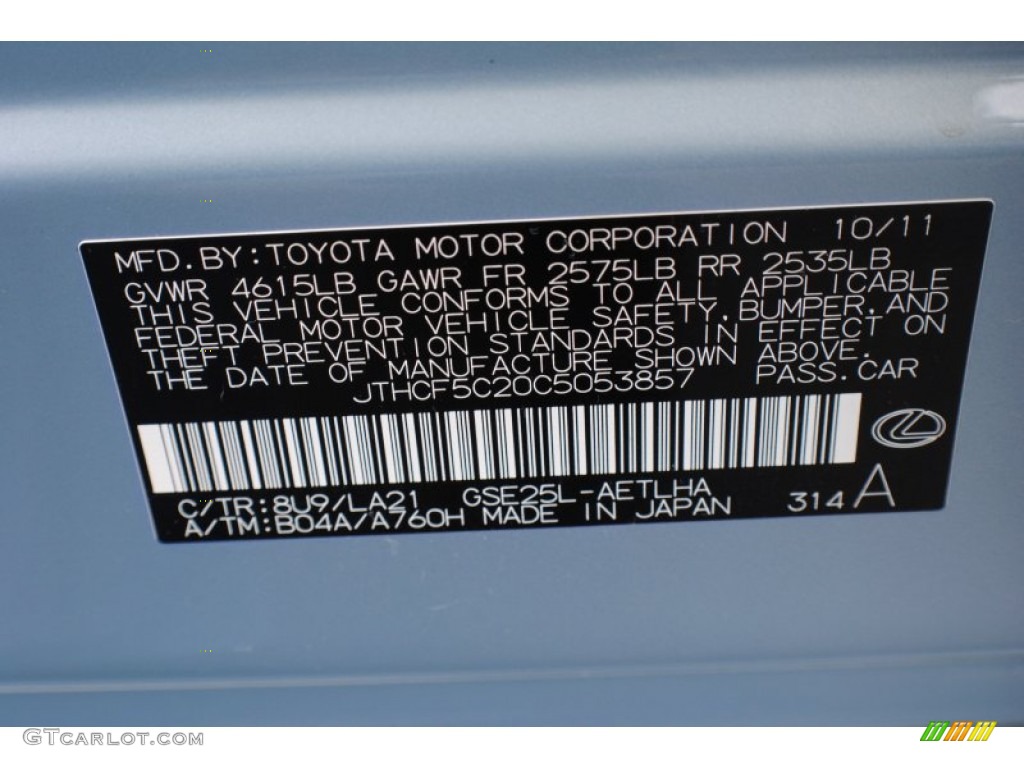 MFD. BY: TOYOTA MOTOR CORPORATION 10/11
GVWR 4615LB GAWR FR 2575LB RR 2535LB
THIS VEHICLE CONFORMS TO ALL APPLICABLE
FEDERAL MOTOR VEHICLE SAFETY, BUMPER, AND
THEFT PREVENTION STANDARDS IN EFFECT ON
THE DATE OF MANUFACTURE SHOWN ABOVE.
JTHCF5C20C5053857 PASS. CAR
C/TR: 8U9/LA21 GSE25L-AETLHA
A/TM: B04A/A760H MADE IN JAPAN 314 A
GTCARLOT.COM